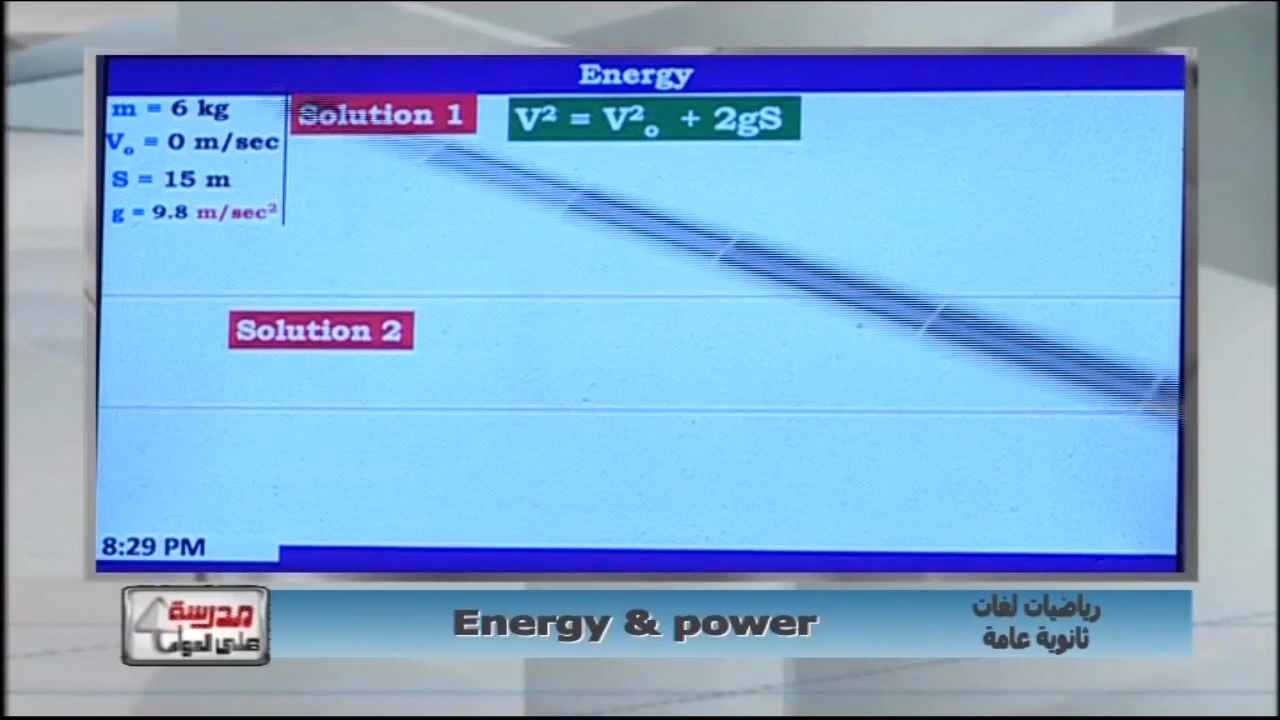 Energy
m = 6 kg
Vₒ = 0 m/sec
S = 15 m
g = 9.8 m/sec²
Solution 1
V² = V²ₒ + 2gS
Solution 2
8:29 PM
مدرسة
على الهواء
Energy & power
رياضيات لغات
ثانوية عامة